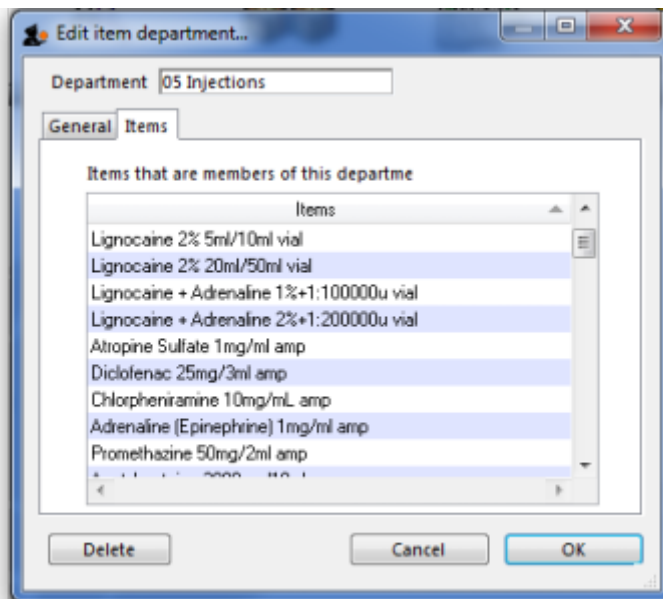 Edit item department...
Department 05 Injections
General Items
Items that are members of this departme
Items
Lignocaine 2% 5ml/10ml vial
Lignocaine 2% 20ml/50ml vial
Lignocaine + Adrenaline 1%+1:100000u vial
Lignocaine + Adrenaline 2%+1:200000u vial
Atropine Sulfate 1mg/ml amp
Diclofenac 25mg/3ml amp
Chlorpheniramine 10mg/mL amp
Adrenaline (Epinephrine) 1mg/ml amp
Promethazine 50mg/2ml amp
Delete Cancel OK